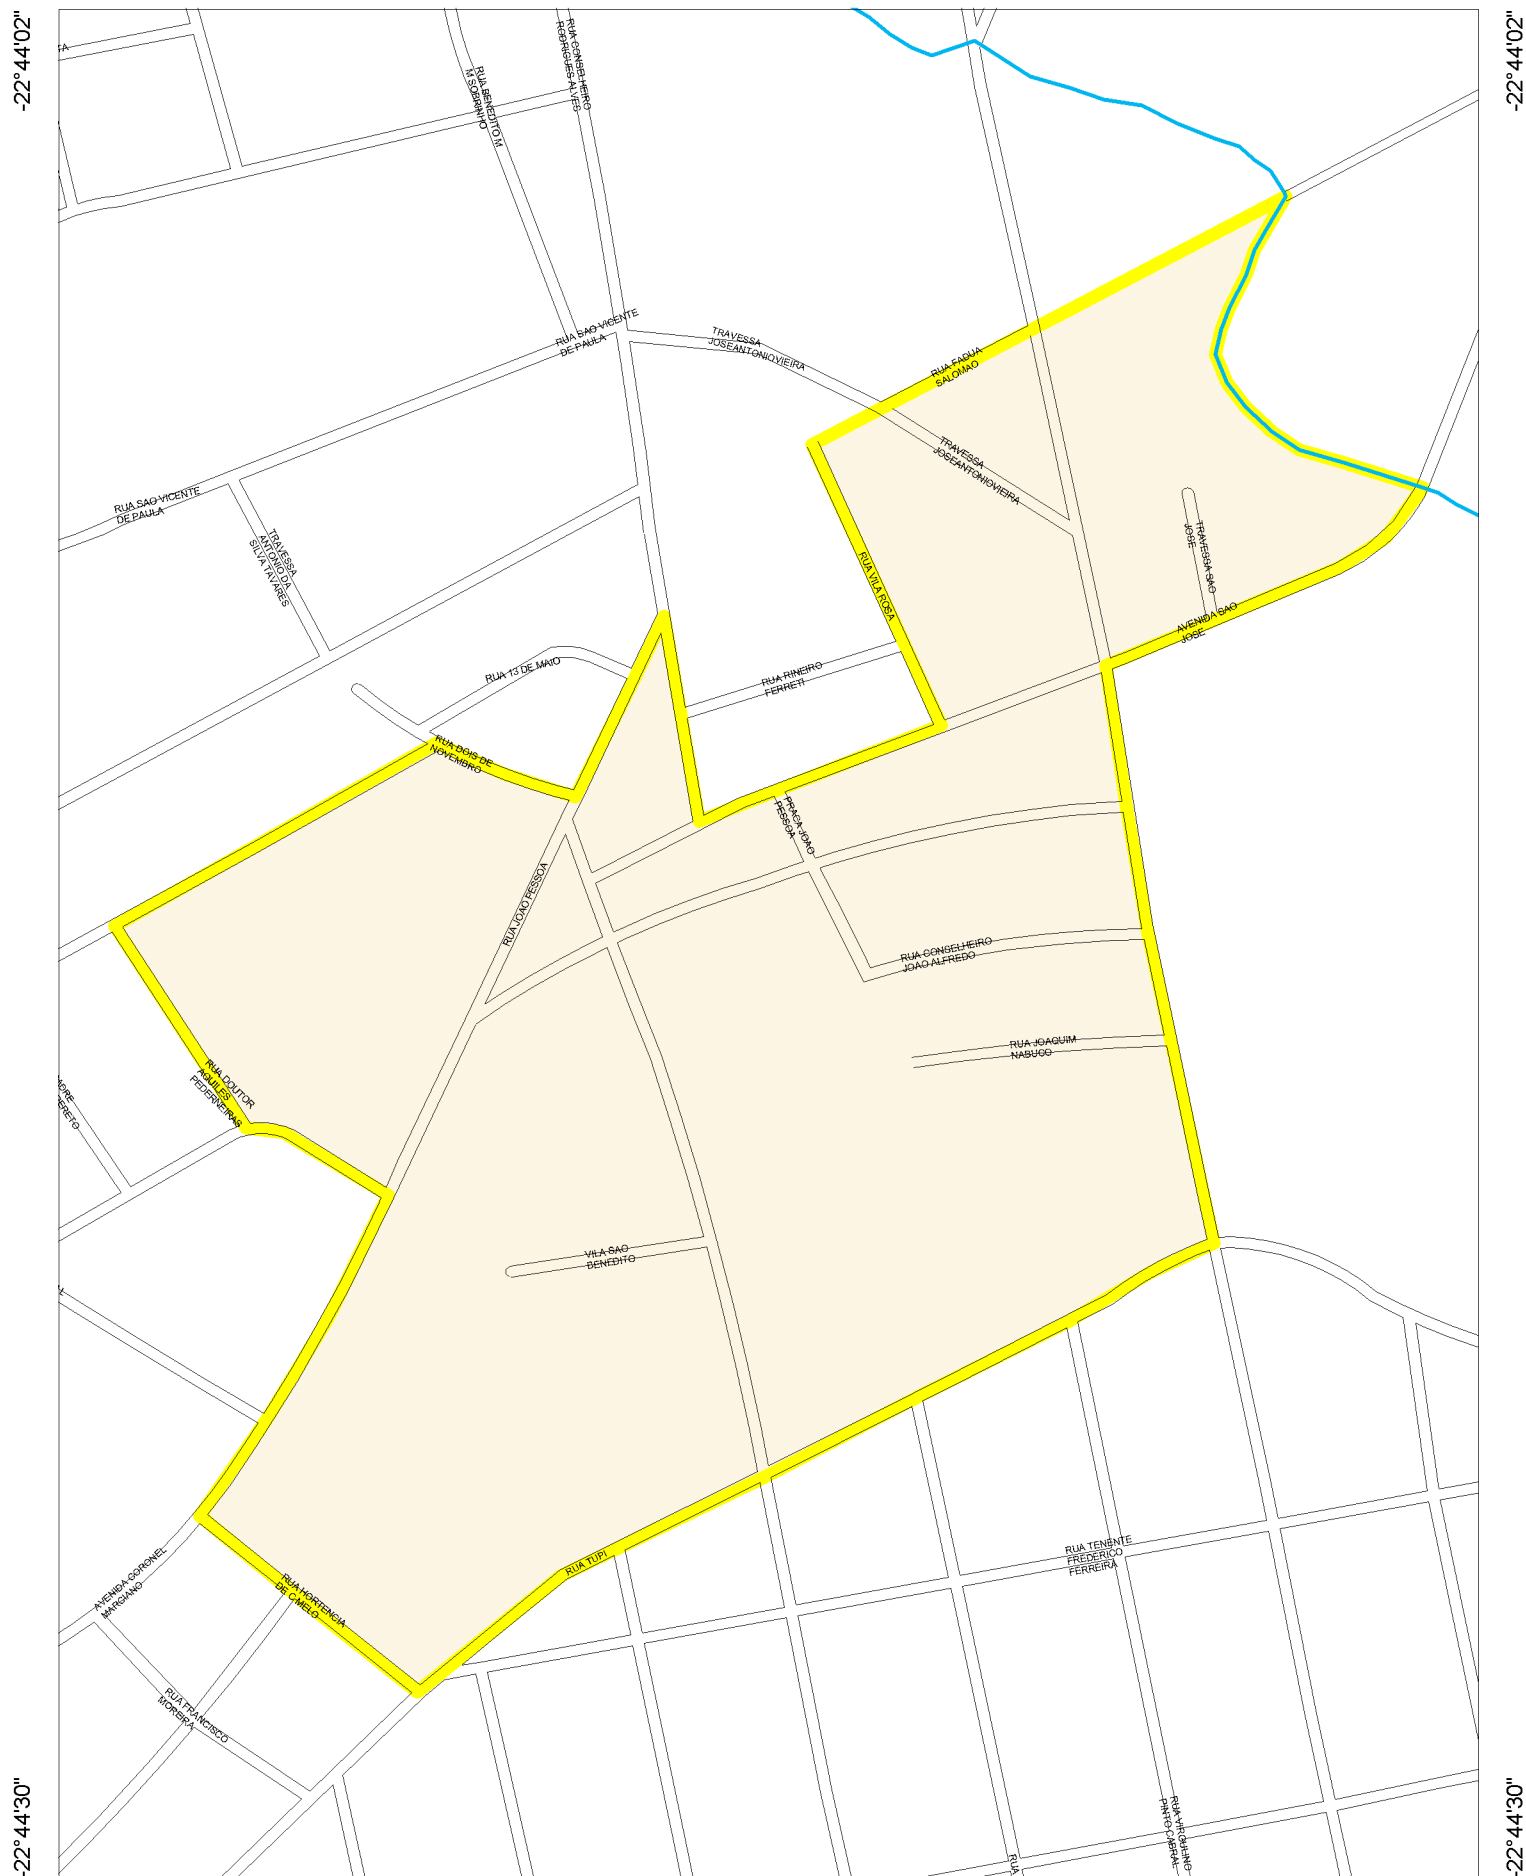 -22°44'02"
-22°44'02"
RUA CONSELHEIRO
RODRIGUES ALVES
RUA BENEDITO M
M SOBRINHO
RUA SAO VICENTE
DE PAULA
TRAVESSA
JOSEANTONIOVIEIRA
RUA FADUA
SALOMAO
TRAVESSA
JOSEANTONIOVIEIRA
RUA SAO VICENTE
DE PAULA
TRAVESSA
ANTONIO DA
SILVA TAVARES
RUA VILA ROSA
TRAVESSA SAO
JOSE
AVENIDA SAO
JOSE
RUA 13 DE MAIO
RUA RINEIRO
FERRETI
RUA DOIS DE
NOVEMBRO
PRACA JOAO
PESSOA
RUA JOAO PESSOA
RUA CONSELHEIRO
JOAO ALFREDO
RUA JOAQUIM
NABUCO
RUA DOUTOR
AQUILES
PEDERNEIRAS
VILA SAO
BENEDITO
RUA TENENTE
FREDERICO
FERREIRA
RUA TUPI
AVENIDA CORONEL
MARCIANO
RUA HORTENCIA
DE C MELO
RUA FRANCISCO
MOREIRA
RUA VIRGULINO
PINTO CABRAL
RUA
-22°44'30"
-22°44'30"